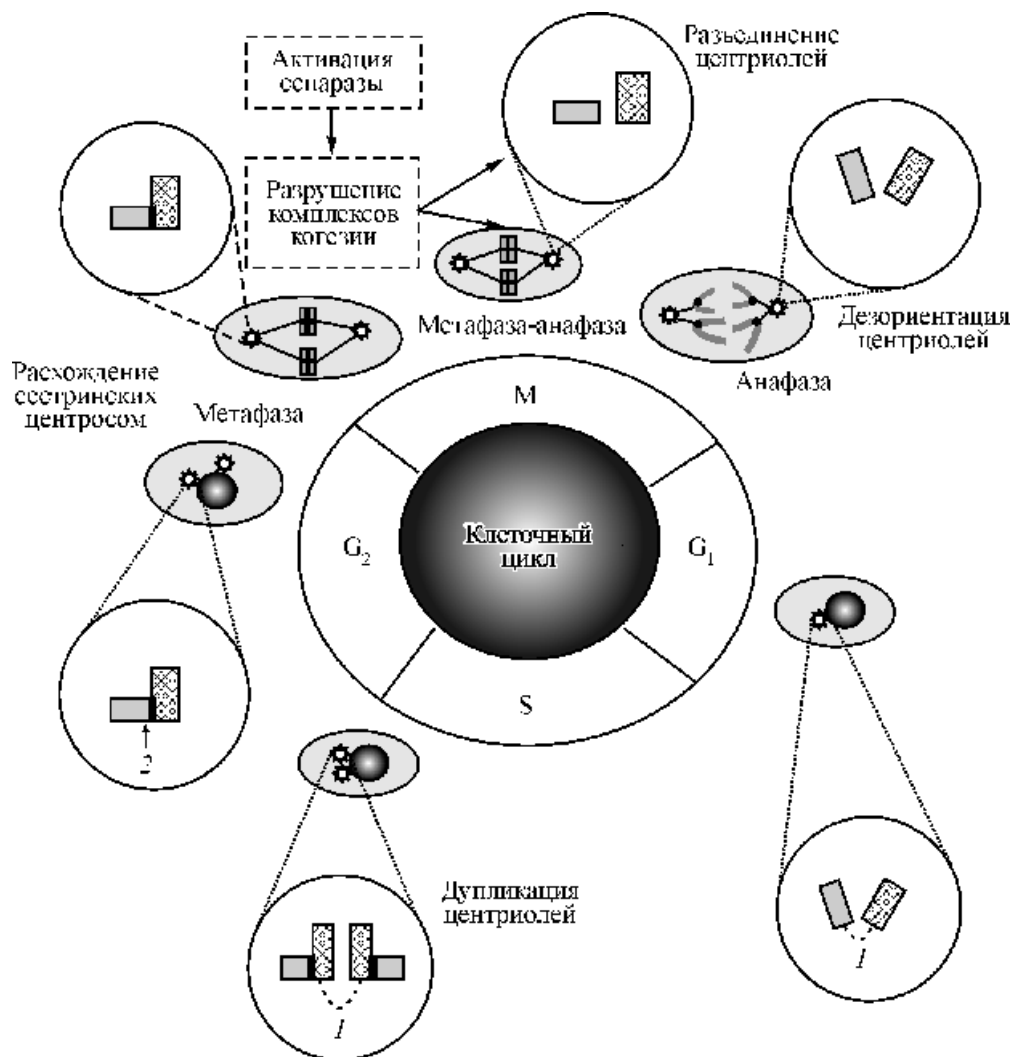 Активация
сепаразы
Разъединение
центриолей
Разрушение
комплексов
когезии
Метафаза-анафаза
Дезориентация
центриолей
Анафаза
Расхождение
сестринских
центросом
Метафаза
M
G₂
Клеточный
цикл
G₁
S
2
Дупликация
центриолей
1
1